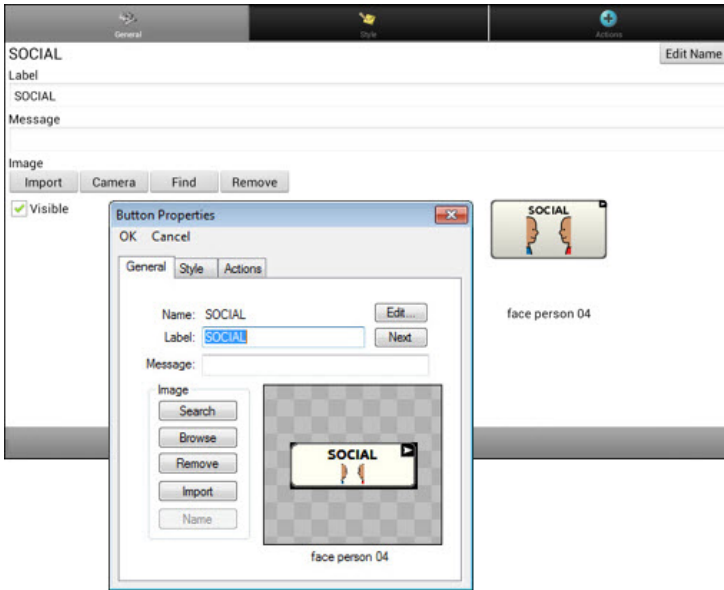 General Style Actions
SOCIAL Edit Name
Label
SOCIAL
Message
Image
Import Camera Find Remove
Visible
SOCIAL
face person 04
Button Properties
OK Cancel
General Style Actions
Name: SOCIAL Edit...
Label: SOCIAL Next
Message:
Image
Search
Browse
Remove
Import
Name
SOCIAL
face person 04